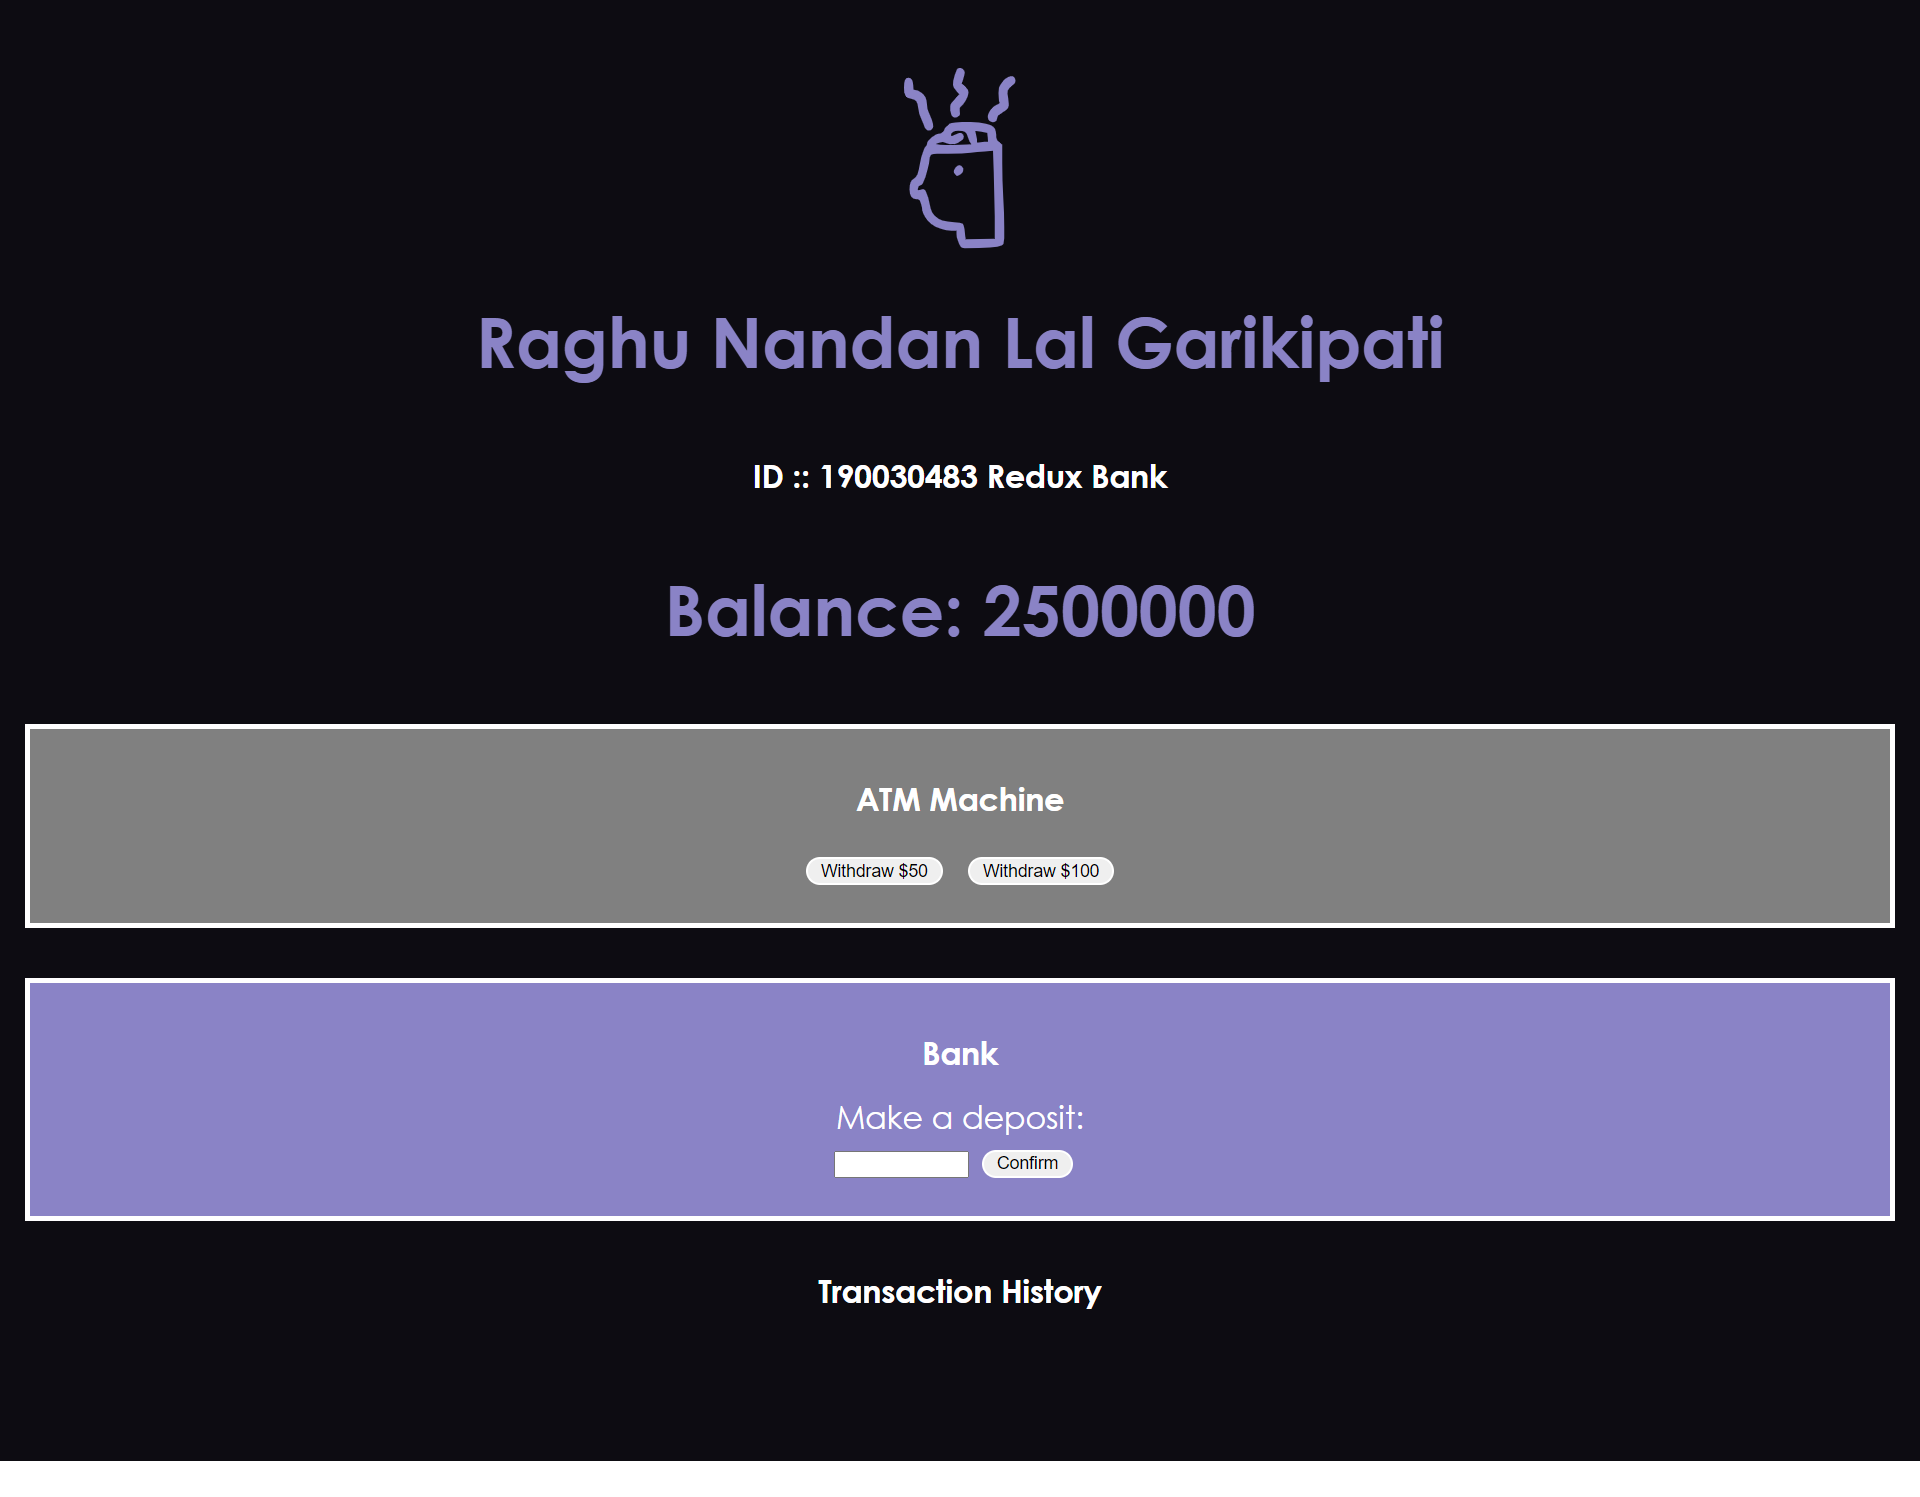 Raghu Nandan Lal Garikipati
ID :: 190030483 Redux Bank
Balance: 2500000
ATM Machine
Withdraw $50 Withdraw $100
Bank
Make a deposit:
Confirm
Transaction History